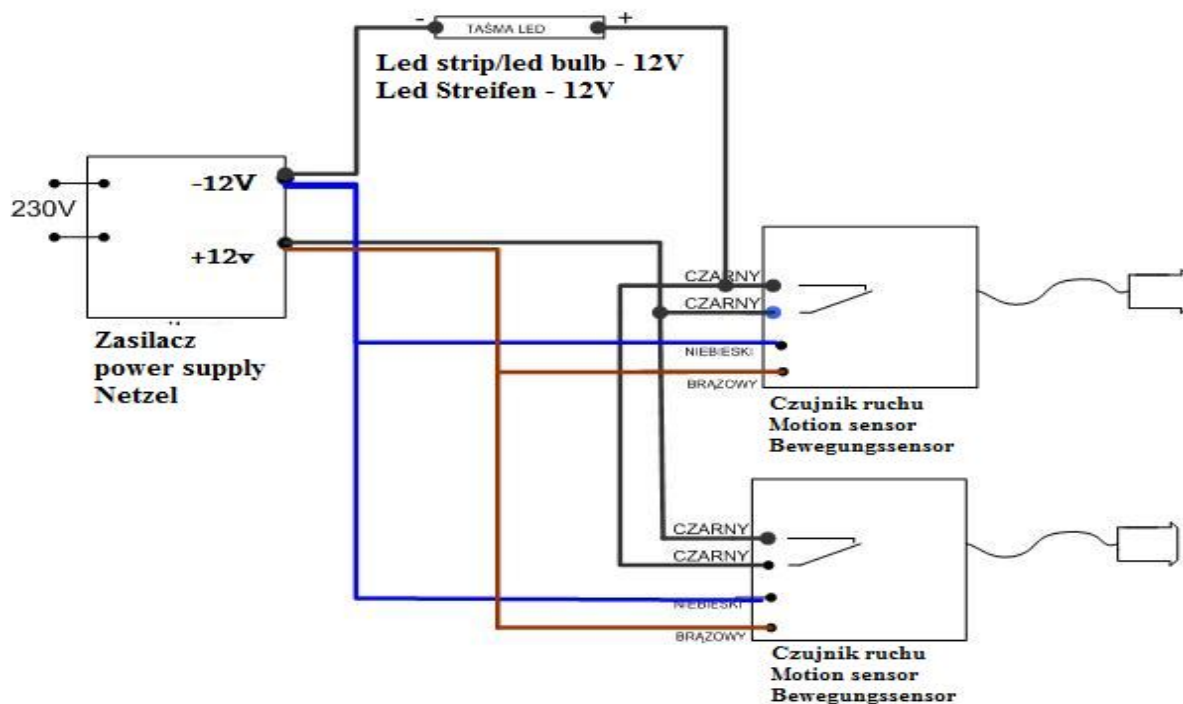 - TAŚMA LED +
Led strip/led bulb - 12V
Led Streifen - 12V
230V
-12V
+12v
Zasilacz
power supply
Netzel
CZARNY
CZARNY
NIEBIESKI
BRĄZOWY
Czujnik ruchu
Motion sensor
Bewegungssensor
CZARNY
CZARNY
NIEBIESKI
BRĄZOWY
Czujnik ruchu
Motion sensor
Bewegungssensor